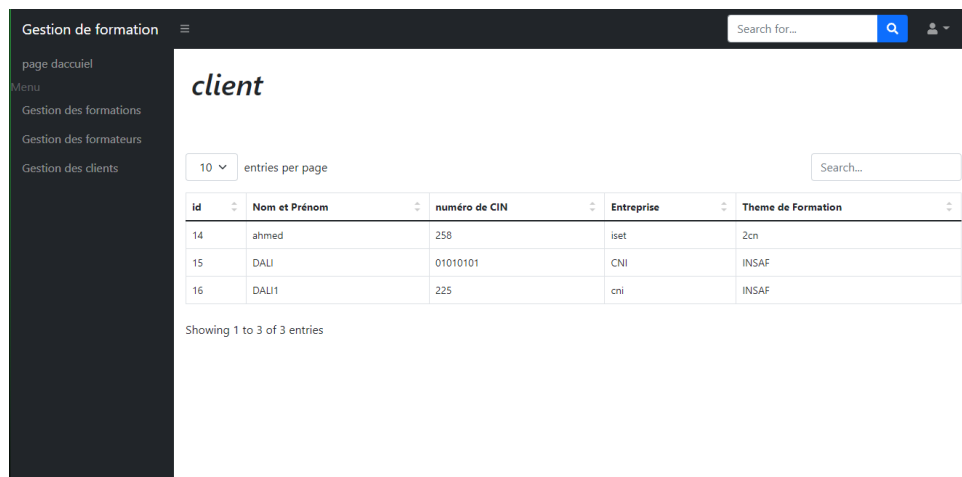 Gestion de formation
Search for...
page daccuiel
Menu
Gestion des formations
Gestion des formateurs
Gestion des clients
client
10 entries per page
Search...
id Nom et Prénom numéro de CIN Entreprise Theme de Formation
14 ahmed 258 iset 2cn
15 DALI 01010101 CNI INSAF
16 DALI1 225 cni INSAF
Showing 1 to 3 of 3 entries